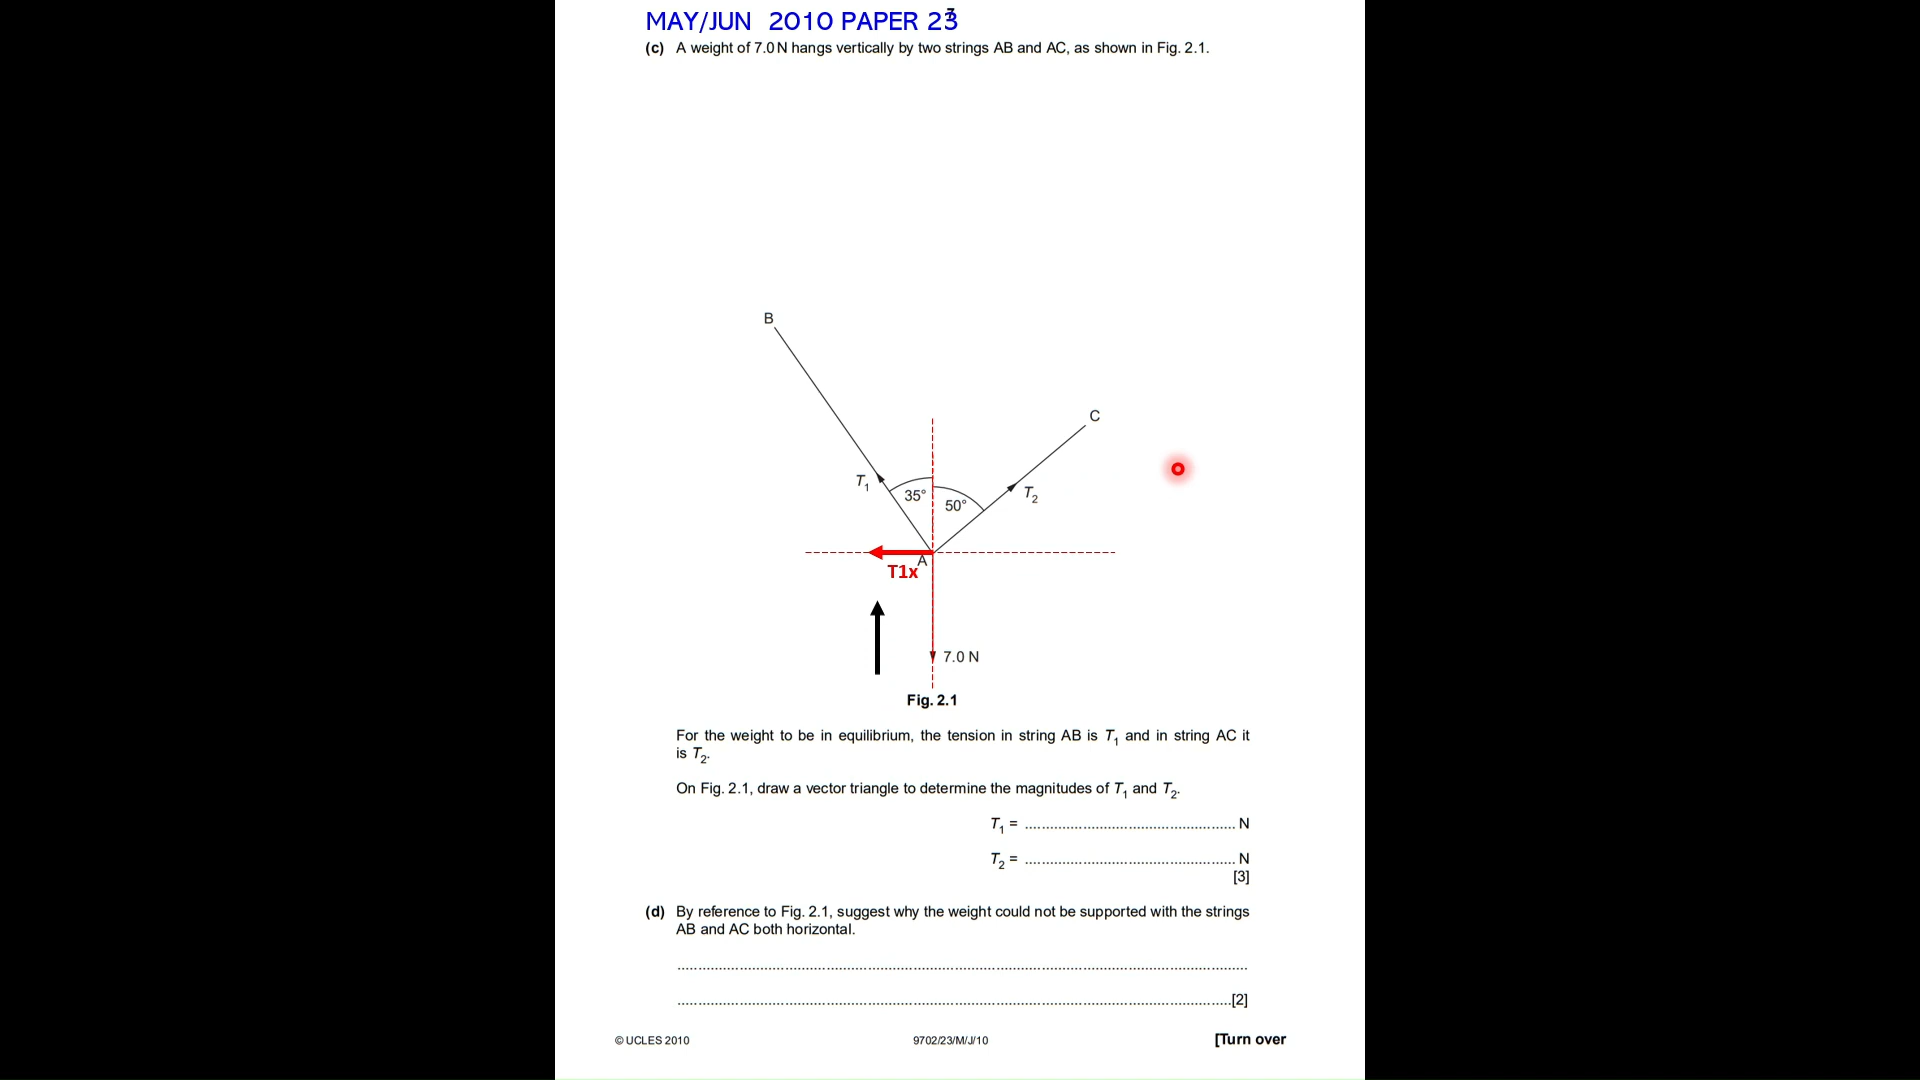 MAY/JUN 2010 PAPER 23
7
(c) A weight of 7.0 N hangs vertically by two strings AB and AC, as shown in Fig. 2.1.
B
C
T1
35°
50°
T2
A
T1x
7.0 N
Fig. 2.1
For the weight to be in equilibrium, the tension in string AB is T1 and in string AC it
is T2.
On Fig. 2.1, draw a vector triangle to determine the magnitudes of T1 and T2.
T1 = .................................................. N
T2 = .................................................. N
[3]
(d) By reference to Fig. 2.1, suggest why the weight could not be supported with the strings
AB and AC both horizontal.
..........................................................................................................................................
......................................................................................................................................[2]
© UCLES 2010
9702/23/M/J/10
[Turn over